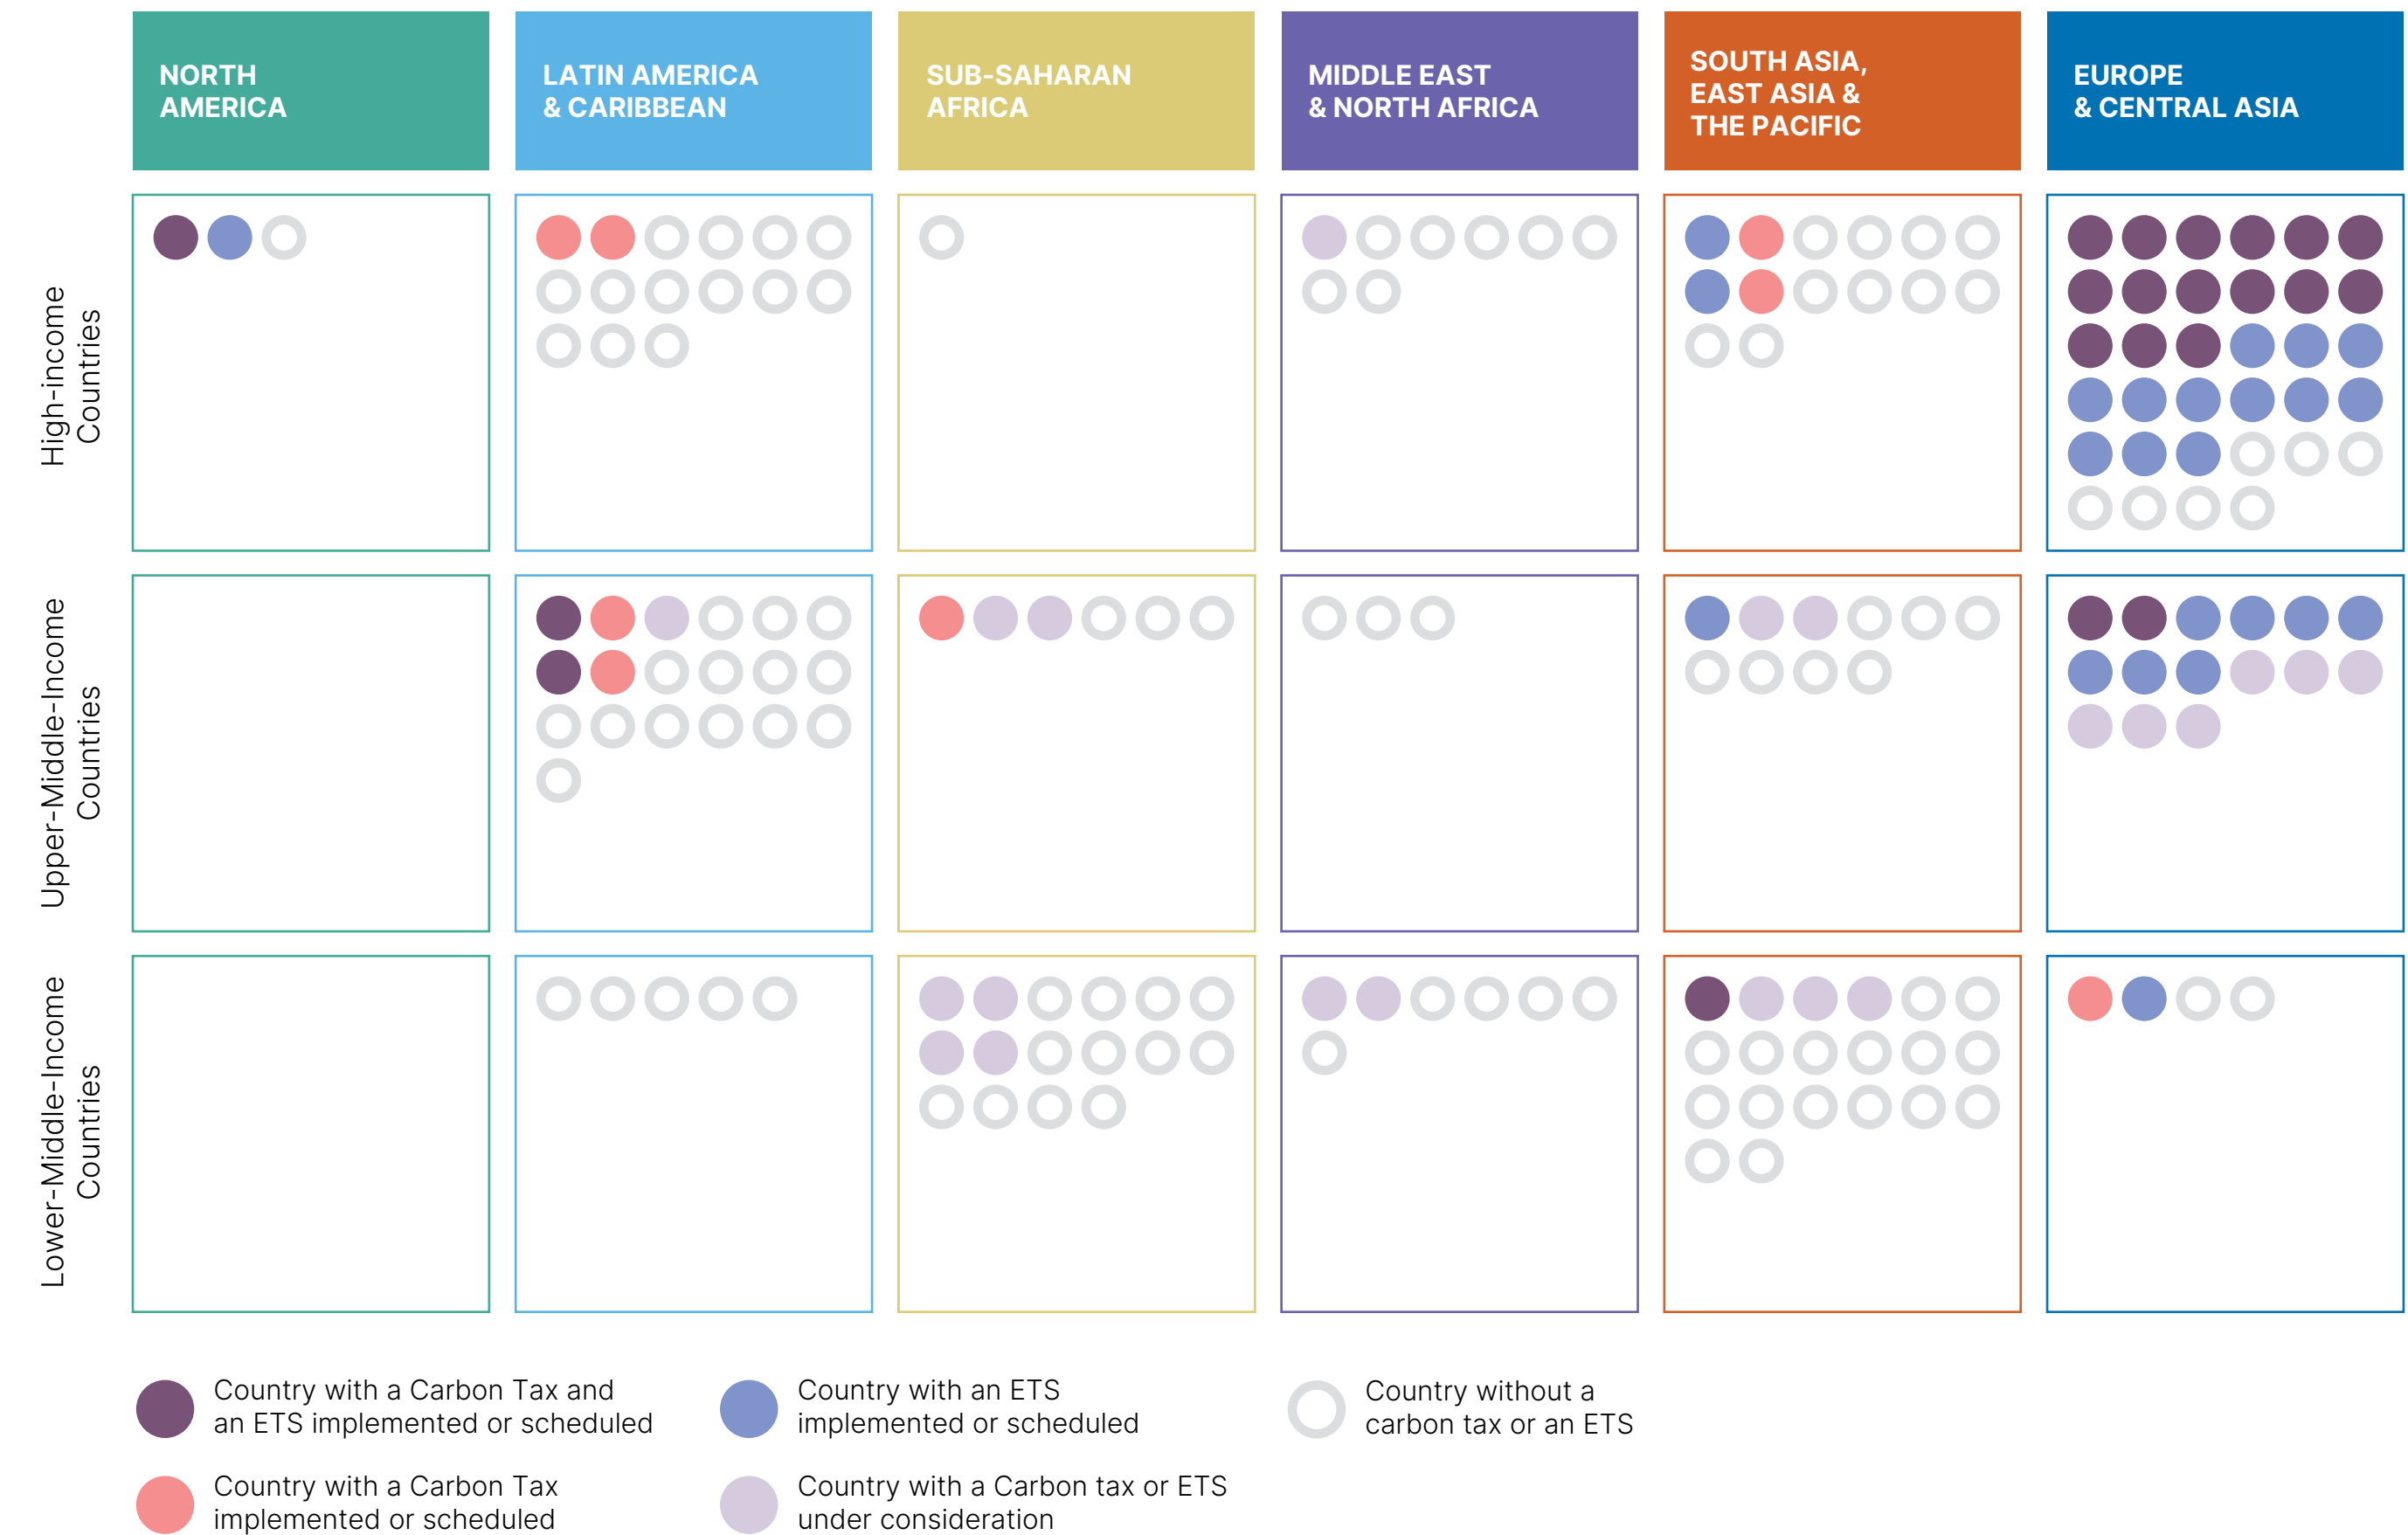 NORTH
AMERICA
LATIN AMERICA
& CARIBBEAN
SUB-SAHARAN
AFRICA
MIDDLE EAST
& NORTH AFRICA
SOUTH ASIA,
EAST ASIA &
THE PACIFIC
EUROPE
& CENTRAL ASIA
High-income
Countries
Upper-Middle-Income
Countries
Lower-Middle-Income
Countries
Country with a Carbon Tax and
an ETS implemented or scheduled
Country with an ETS
implemented or scheduled
Country without a
carbon tax or an ETS
Country with a Carbon Tax
implemented or scheduled
Country with a Carbon tax or ETS
under consideration